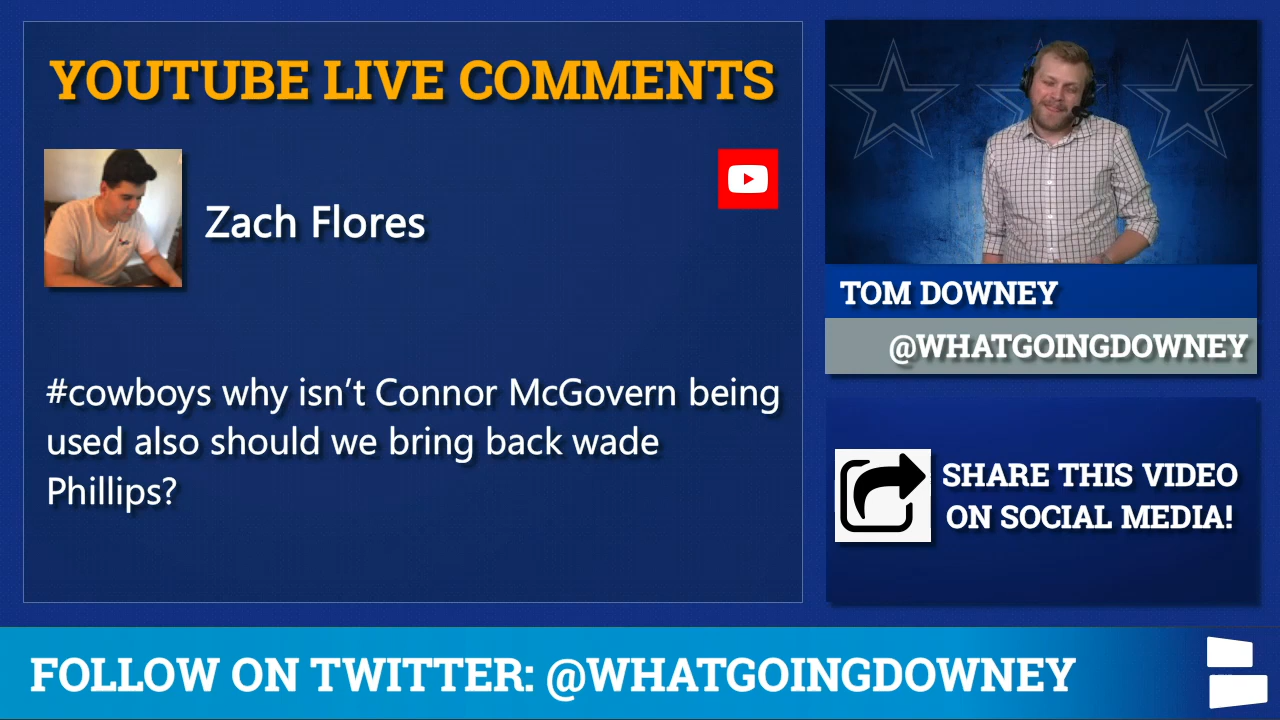 YOUTUBE LIVE COMMENTS
Zach Flores
#cowboys why isn’t Connor McGovern being
used also should we bring back wade
Phillips?
TOM DOWNEY
@WHATGOINGDOWNEY
SHARE THIS VIDEO
ON SOCIAL MEDIA!
FOLLOW ON TWITTER: @WHATGOINGDOWNEY